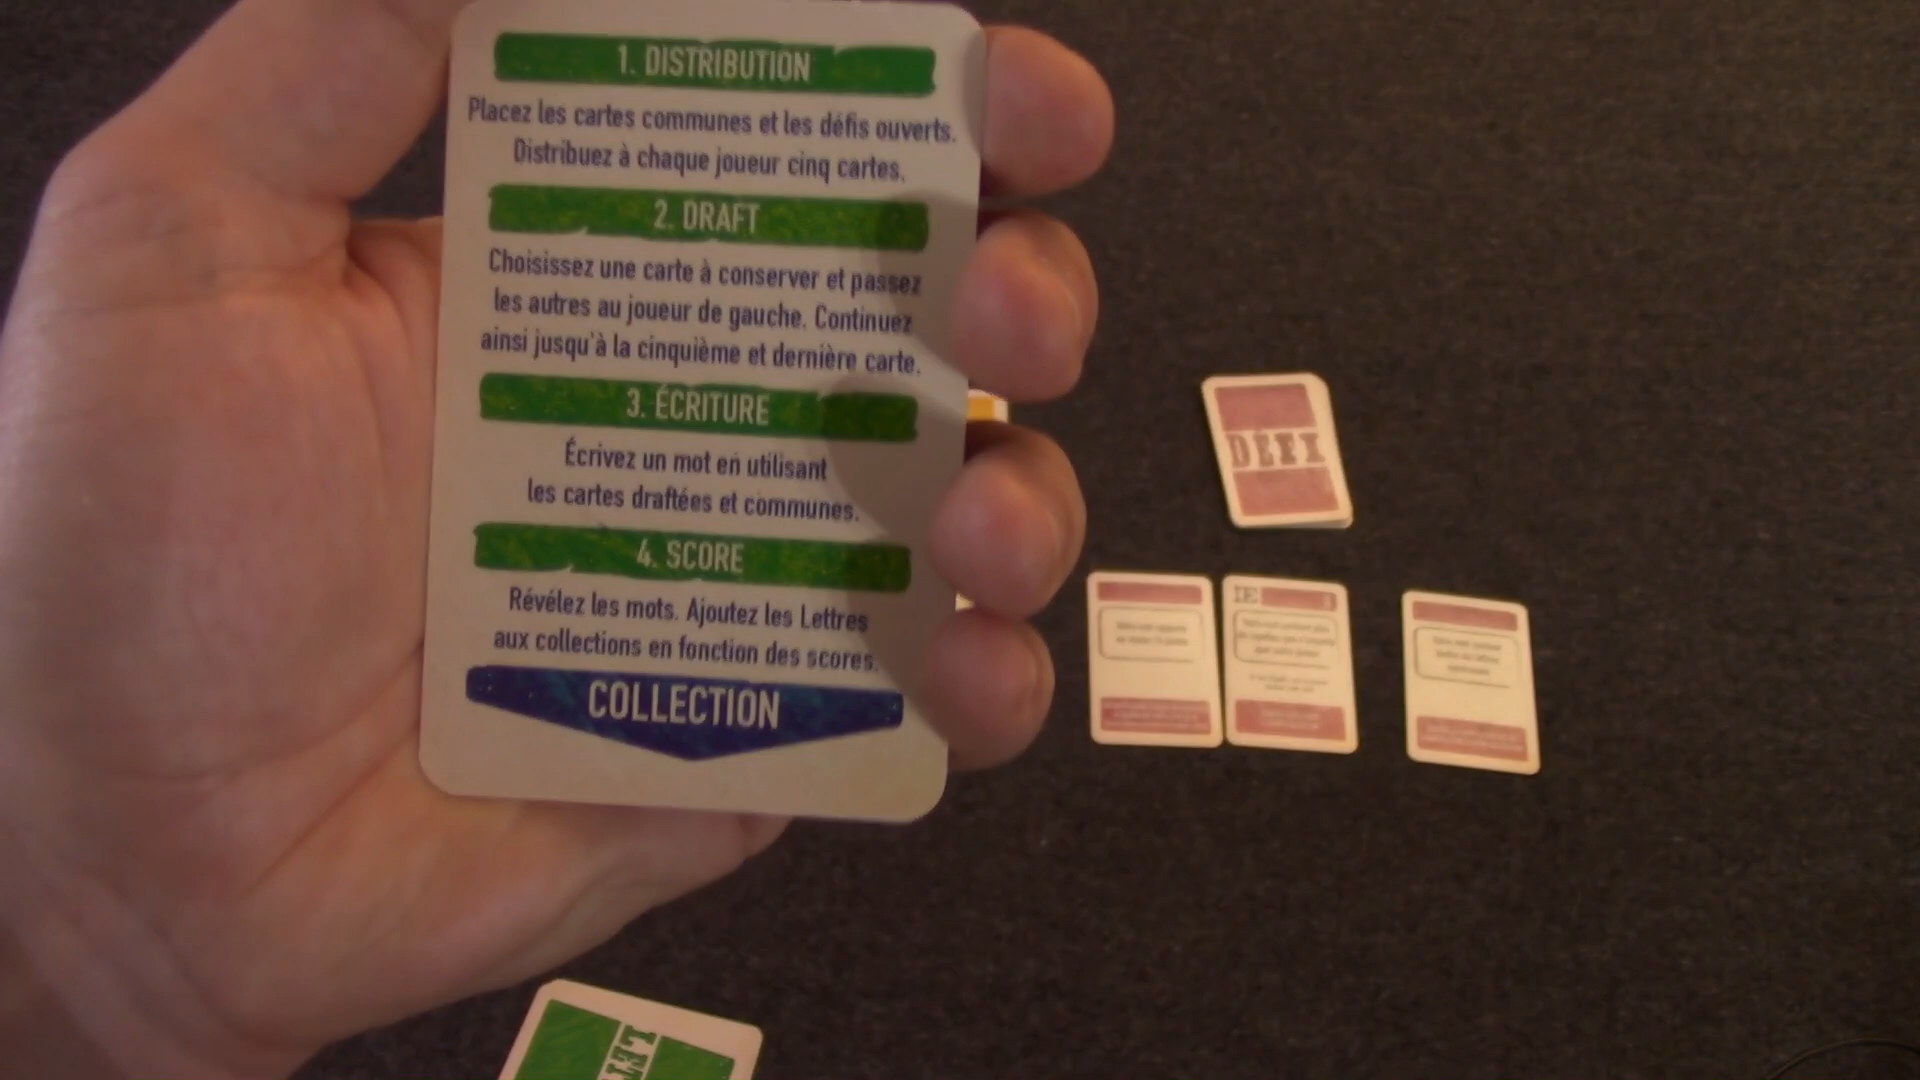 1. DISTRIBUTION
Placez les cartes communes et les défis ouverts.
Distribuez à chaque joueur cinq cartes.
2. DRAFT
Choisissez une carte à conserver et passez
les autres au joueur de gauche. Continuez
ainsi jusqu'à la cinquième et dernière carte.
3. ÉCRITURE
Écrivez un mot en utilisant
les cartes draftées et communes.
4. SCORE
Révélez les mots. Ajoutez les Lettres
aux collections en fonction des scores.
COLLECTION
DÉFI